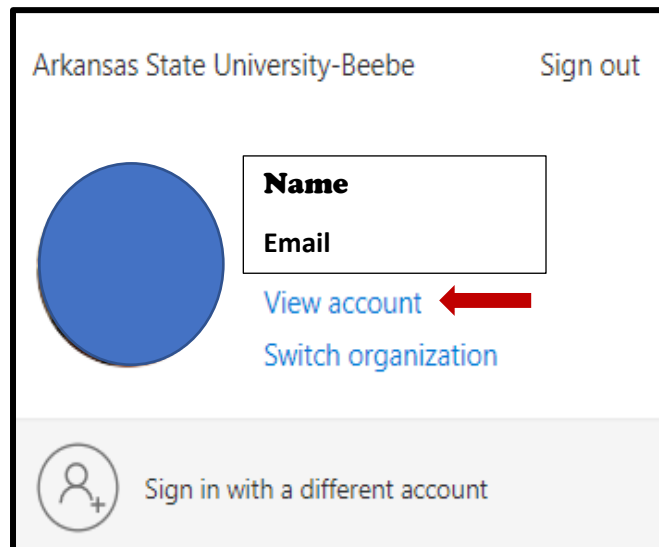 Arkansas State University-Beebe Sign out
Name
Email
View account
Switch organization
Sign in with a different account